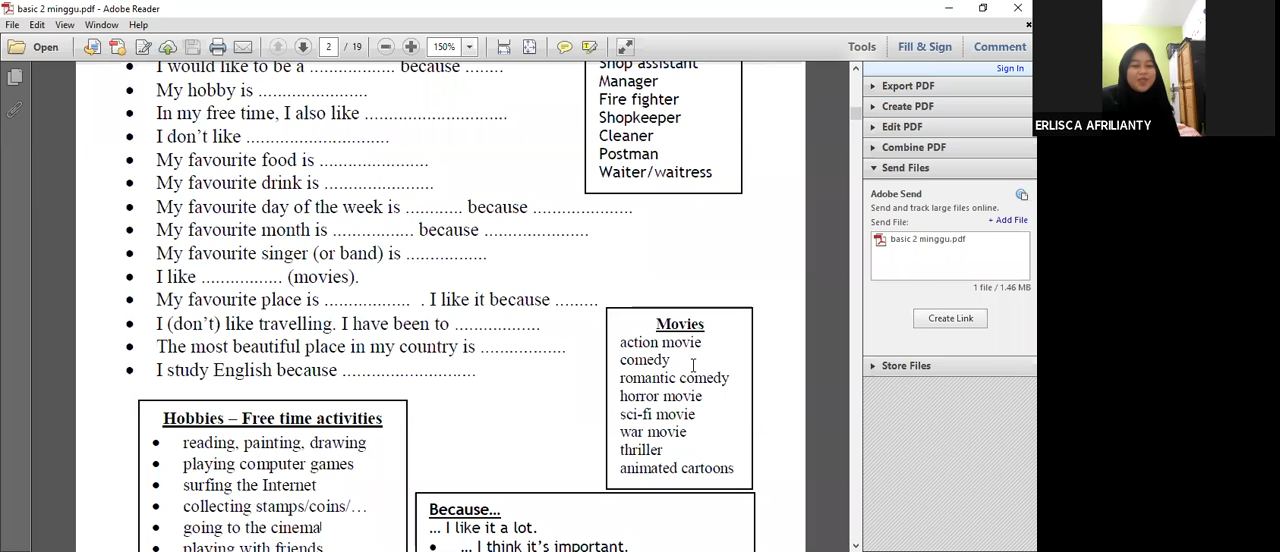 basic 2 minggu.pdf - Adobe Reader
File Edit View Window Help
Open 2 / 19 150% Tools Fill & Sign Comment
Sign In
Export PDF
Create PDF
Edit PDF
Combine PDF
Send Files
Adobe Send
Send and track large files online.
Send File: + Add File
basic 2 minggu.pdf
1 file / 1.46 MB
Create Link
Store Files
ERLISCA AFRILIANTY
• I would like to be a .................. because ........
• My hobby is .......................
• In my free time, I also like ..............................
• I don't like ..............................
• My favourite food is .......................
• My favourite drink is .......................
• My favourite day of the week is ............ because .....................
• My favourite month is ................. because ......................
• My favourite singer (or band) is .................
• I like ................. (movies).
• My favourite place is .................. . I like it because .........
• I (don't) like travelling. I have been to ..................
• The most beautiful place in my country is ..................
• I study English because ............................
Shop assistant
Manager
Fire fighter
Shopkeeper
Cleaner
Postman
Waiter/waitress
Movies
action movie
comedy
romantic comedy
horror movie
sci-fi movie
war movie
thriller
animated cartoons
Hobbies – Free time activities
• reading, painting, drawing
• playing computer games
• surfing the Internet
• collecting stamps/coins/…
• going to the cinema
• playing with friends
Because...
... I like it a lot.
• ... I think it's important.